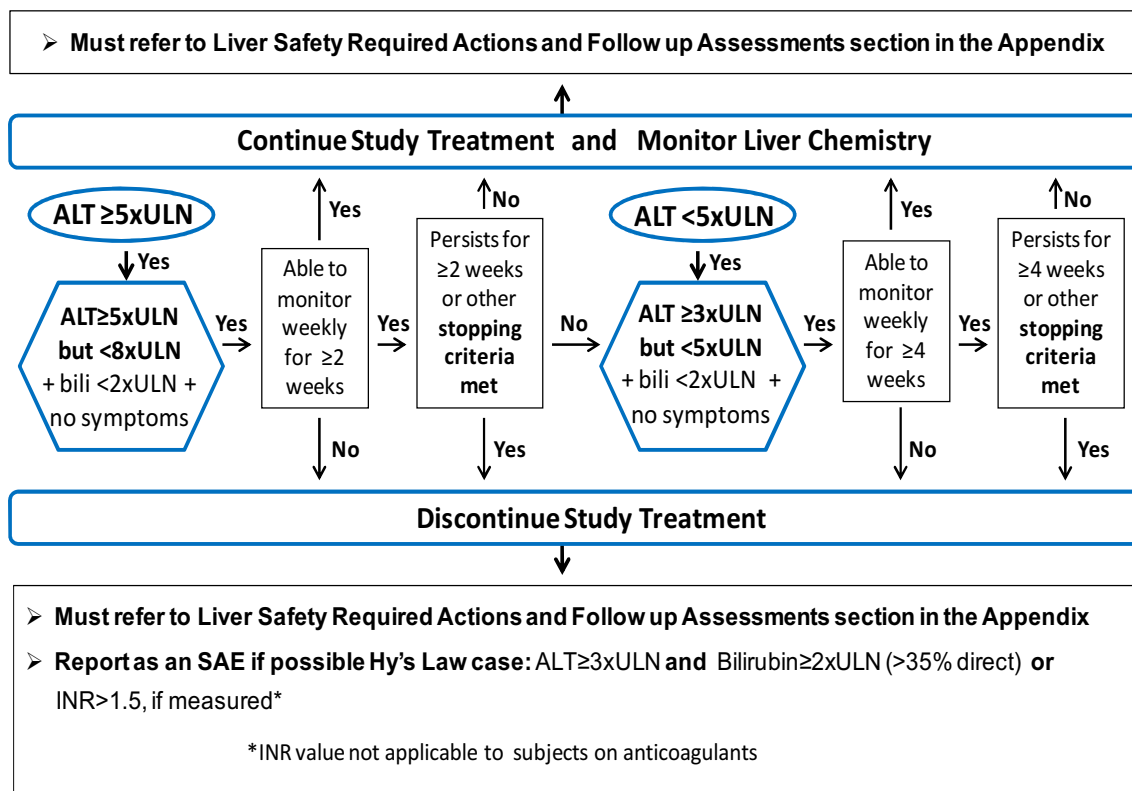 ➢ Must refer to Liver Safety Required Actions and Follow up Assessments section in the Appendix
Continue Study Treatment and Monitor Liver Chemistry
ALT ≥5xULN
Yes
ALT≥5xULN
but <8xULN
+ bili <2xULN +
no symptoms
Yes
Yes
Able to
monitor
weekly
for ≥2
weeks
No
Yes
No
Persists for
≥2 weeks
or other
stopping
criteria
met
Yes
No
ALT <5xULN
Yes
ALT ≥3xULN
but <5xULN
+ bili <2xULN +
no symptoms
Yes
Yes
Able to
monitor
weekly
for ≥4
weeks
No
Yes
No
Persists for
≥4 weeks
or other
stopping
criteria
met
Yes
Discontinue Study Treatment
➢ Must refer to Liver Safety Required Actions and Follow up Assessments section in the Appendix
➢ Report as an SAE if possible Hy's Law case: ALT≥3xULN and Bilirubin≥2xULN (>35% direct) or
INR>1.5, if measured*
*INR value not applicable to subjects on anticoagulants